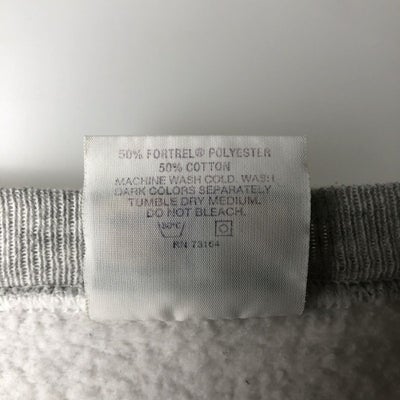 50% FORTREL® POLYESTER
50% COTTON
MACHINE WASH COLD. WASH
DARK COLORS SEPARATELY
TUMBLE DRY MEDIUM.
DO NOT BLEACH.
RN 73164